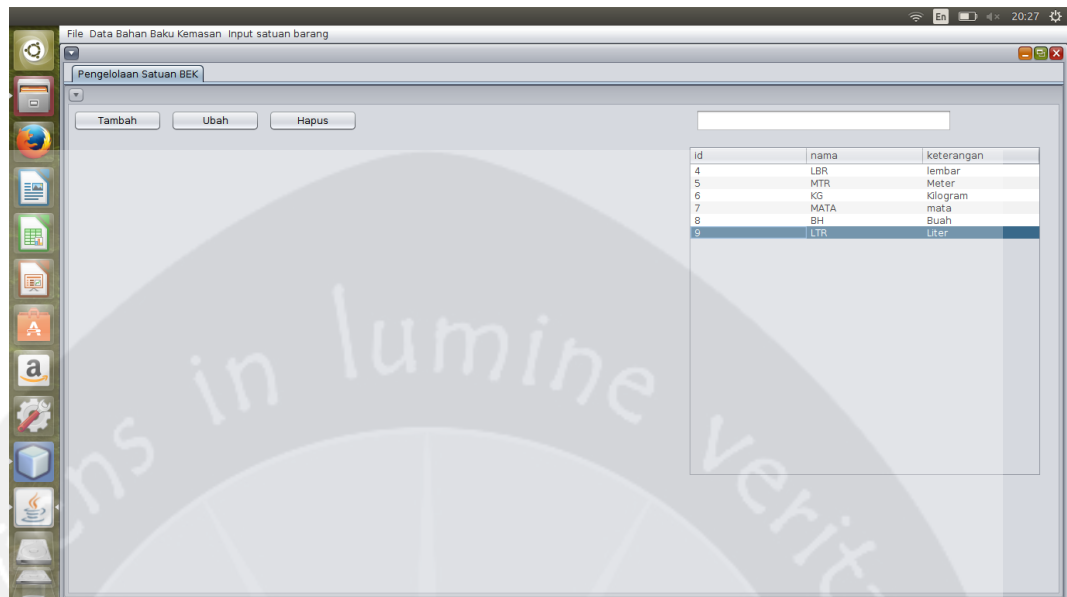 En 20:27
File Data Bahan Baku Kemasan Input satuan barang
Pengelolaan Satuan BEK
Tambah Ubah Hapus
id nama keterangan
4 LBR lembar
5 MTR Meter
6 KG Kilogram
7 MATA mata
8 BH Buah
9 LTR Liter
ens in lumine verita